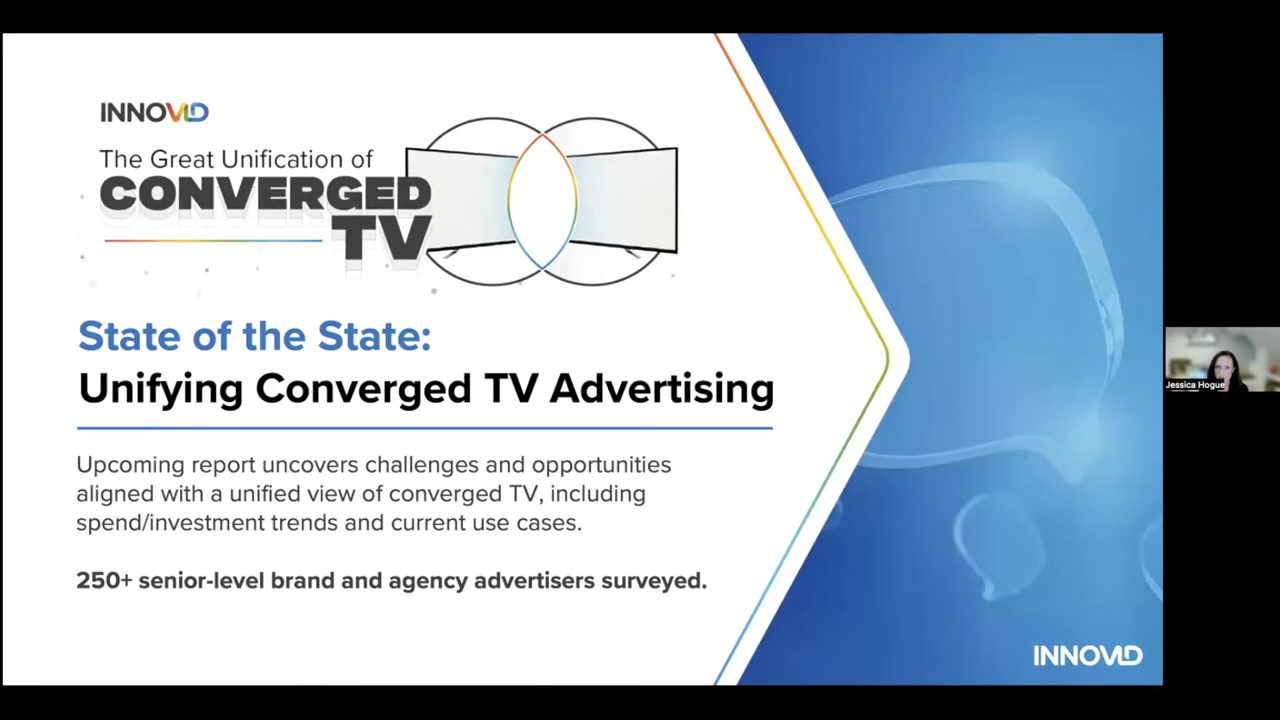 INNOVID
The Great Unification of
CONVERGED
TV
State of the State:
Unifying Converged TV Advertising
Upcoming report uncovers challenges and opportunities
aligned with a unified view of converged TV, including
spend/investment trends and current use cases.
250+ senior-level brand and agency advertisers surveyed.
Jessica Hogue
INNOVID